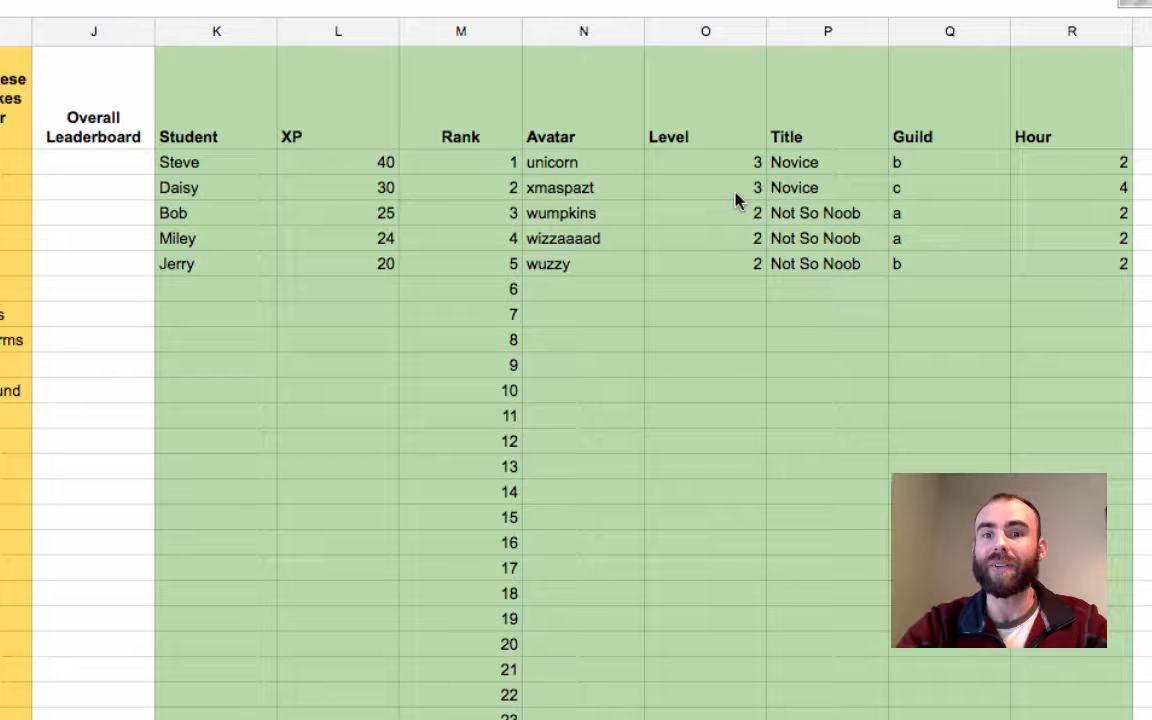 J K L M N O P Q R
ese
kes
r
Overall
Leaderboard
Student XP Rank Avatar Level Title Guild Hour
Steve 40 1 unicorn 3 Novice b 2
Daisy 30 2 xmaspazt 3 Novice c 4
Bob 25 3 wumpkins 2 Not So Noob a 2
Miley 24 4 wizzaaaad 2 Not So Noob a 2
Jerry 20 5 wuzzy 2 Not So Noob b 2
6
s 7
rms 8
9
und 10
11
12
13
14
15
16
17
18
19
20
21
22
23